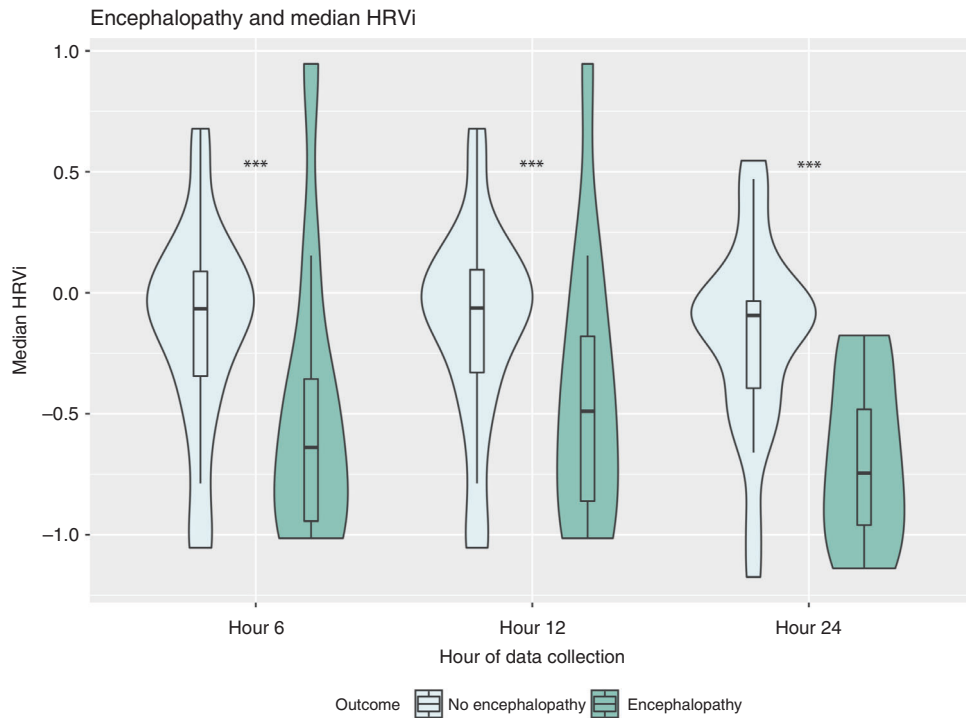 Encephalopathy and median HRVi
1.0
0.5
0.0
−0.5
−1.0
Median HRVi
***
***
***
Hour 6
Hour 12
Hour 24
Hour of data collection
Outcome No encephalopathy Encephalopathy